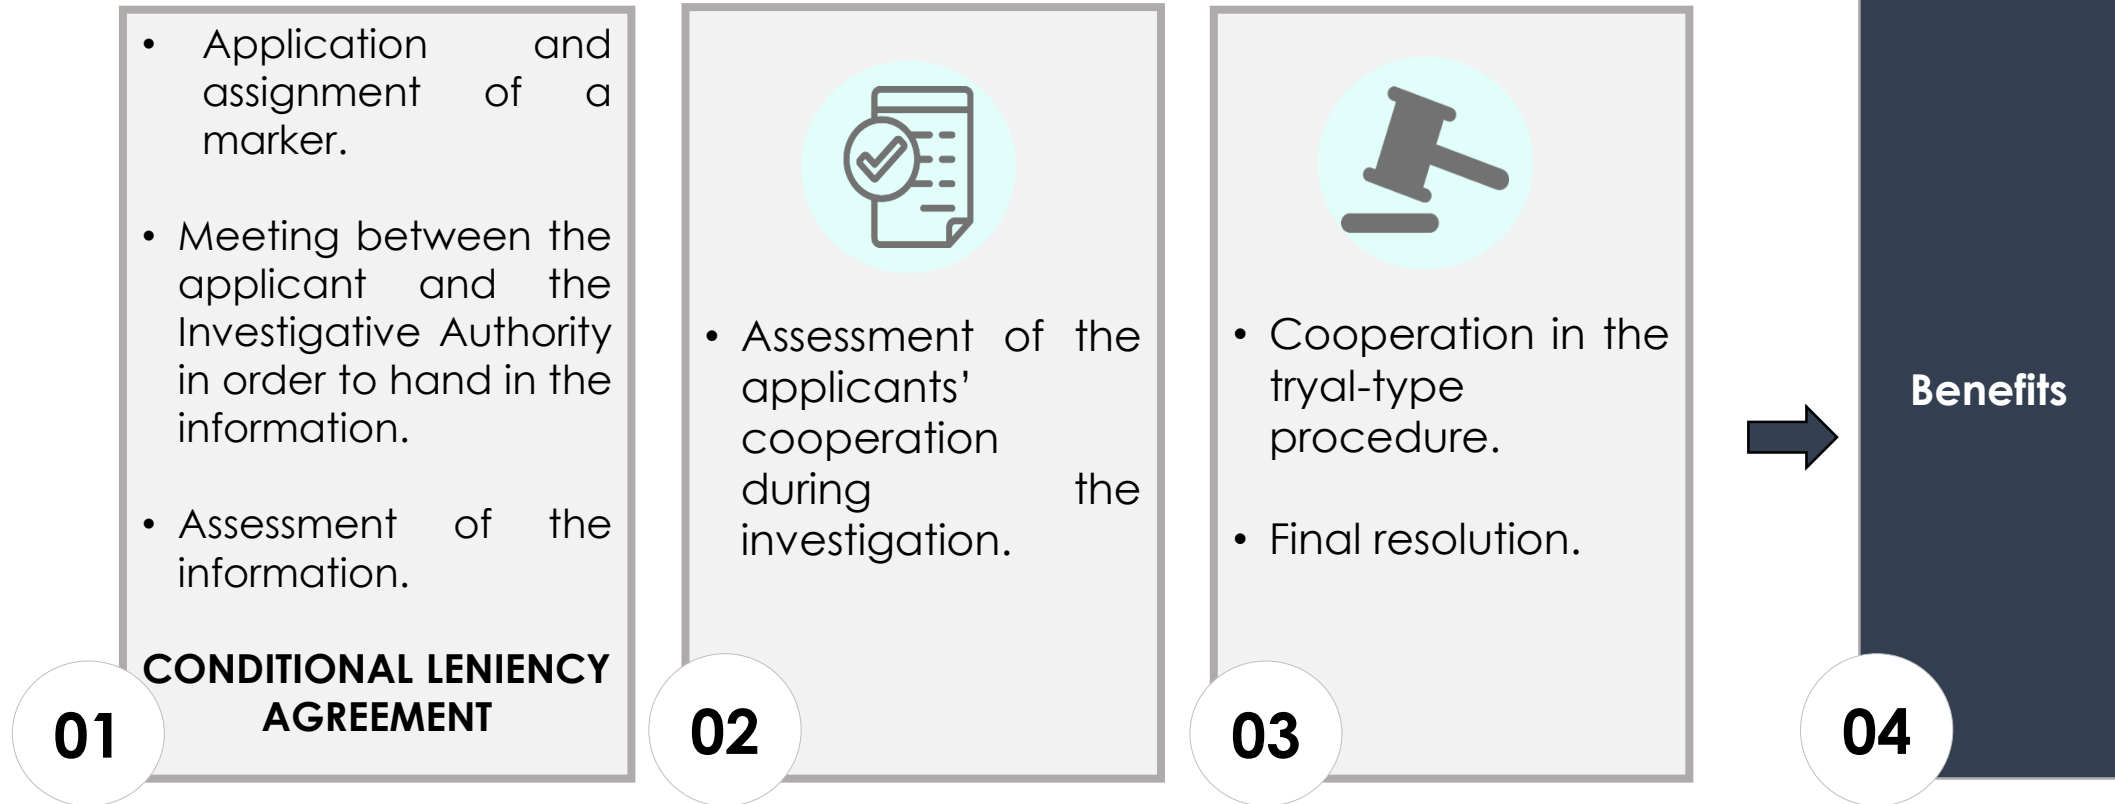 • Application and
assignment of a
marker.
• Meeting between the
applicant and the
Investigative Authority
in order to hand in the
information.
• Assessment of the
information.
CONDITIONAL LENIENCY
AGREEMENT
01
• Assessment of the
applicants’
cooperation
during the
investigation.
02
• Cooperation in the
tryal-type
procedure.
• Final resolution.
03
Benefits
04